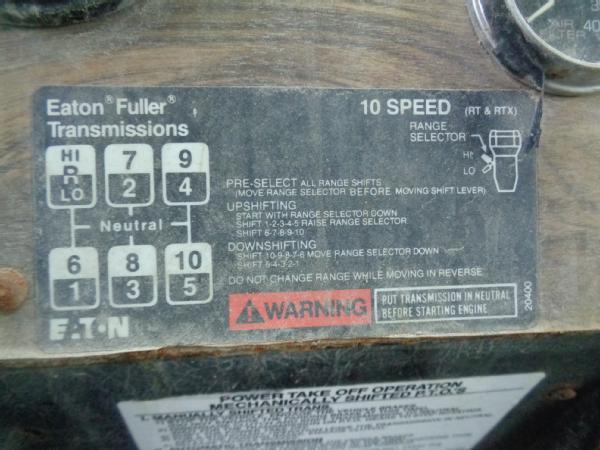 Eaton® Fuller®
Transmissions
10 SPEED (RT & RTX)
RANGE
SELECTOR
HI
LO
HI
R
LO
7
2
9
4
Neutral
6
1
8
3
10
5
PRE-SELECT ALL RANGE SHIFTS
(MOVE RANGE SELECTOR BEFORE MOVING SHIFT LEVER)
UPSHIFTING
START WITH RANGE SELECTOR DOWN
SHIFT 1-2-3-4-5 RAISE RANGE SELECTOR
SHIFT 6-7-8-9-10
DOWNSHIFTING
SHIFT 10-9-8-7-6 MOVE RANGE SELECTOR DOWN
SHIFT 5-4-3-2-1
DO NOT CHANGE RANGE WHILE MOVING IN REVERSE
WARNING
PUT TRANSMISSION IN NEUTRAL
BEFORE STARTING ENGINE
20400
EATON
AIR
40
POWER TAKE OFF OPERATION
MECHANICALLY SHIFTED P.T.O'S
1. MANUALLY SHIFTED TRANS.